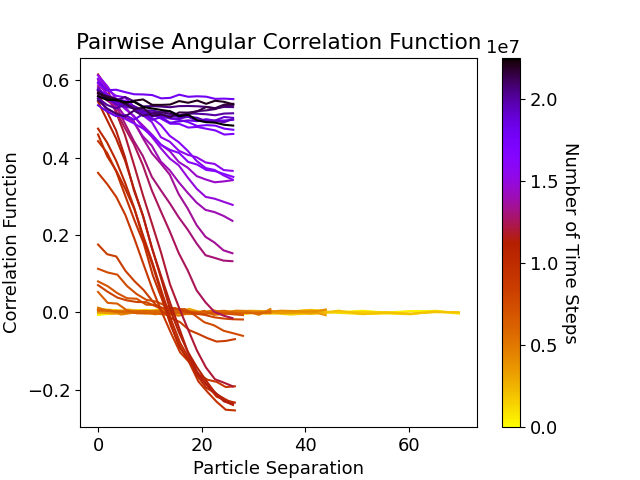 Pairwise Angular Correlation Function
1e7
0.6
0.4
0.2
0.0
−0.2
Correlation Function
0
20
40
60
Particle Separation
2.0
1.5
1.0
0.5
0.0
Number of Time Steps